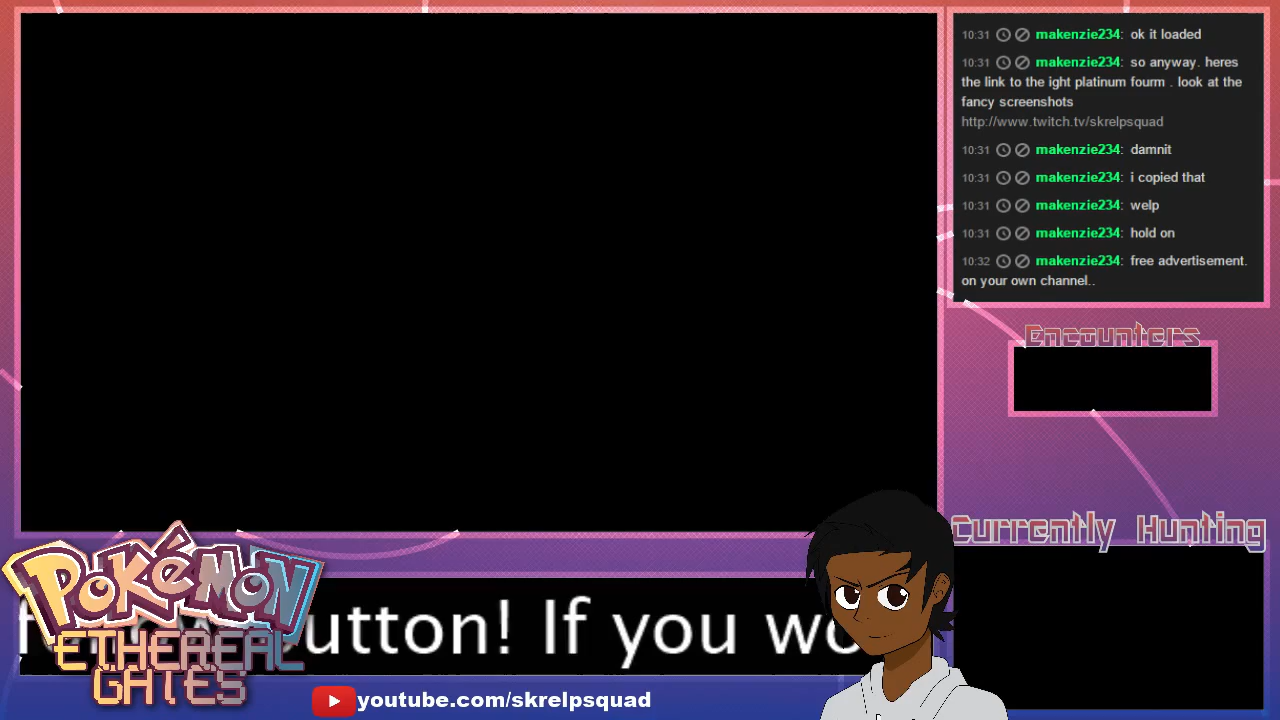 10:31 makenzie234: ok it loaded
10:31 makenzie234: so anyway. heres
the link to the ight platinum fourm . look at the
fancy screenshots
http://www.twitch.tv/skrelpsquad
10:31 makenzie234: damnit
10:31 makenzie234: i copied that
10:31 makenzie234: welp
10:31 makenzie234: hold on
10:32 makenzie234: free advertisement.
on your own channel..
Encounters
Currently Hunting
POKéMON
ETHEREAL
GATES
utton! If you wo
youtube.com/skrelpsquad